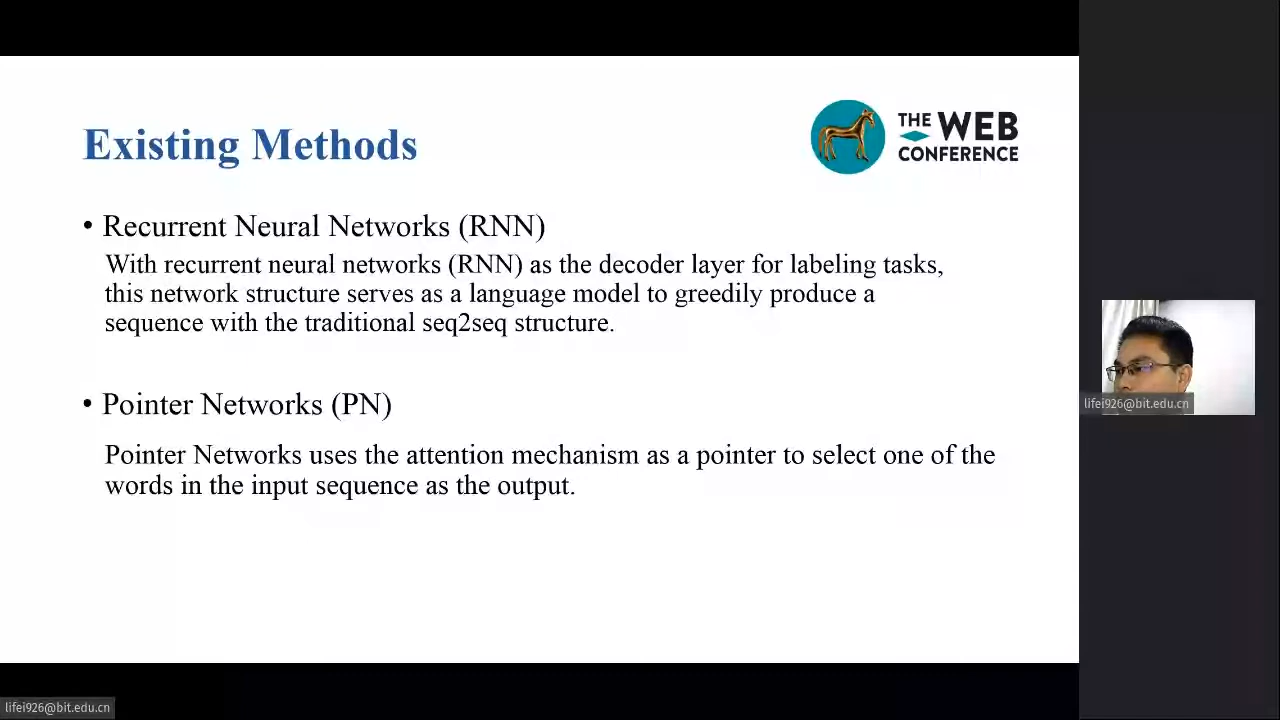 Existing Methods
THE WEB
CONFERENCE
• Recurrent Neural Networks (RNN)
With recurrent neural networks (RNN) as the decoder layer for labeling tasks,
this network structure serves as a language model to greedily produce a
sequence with the traditional seq2seq structure.
• Pointer Networks (PN)
Pointer Networks uses the attention mechanism as a pointer to select one of the
words in the input sequence as the output.
lifei926@bit.edu.cn
lifei926@bit.edu.cn